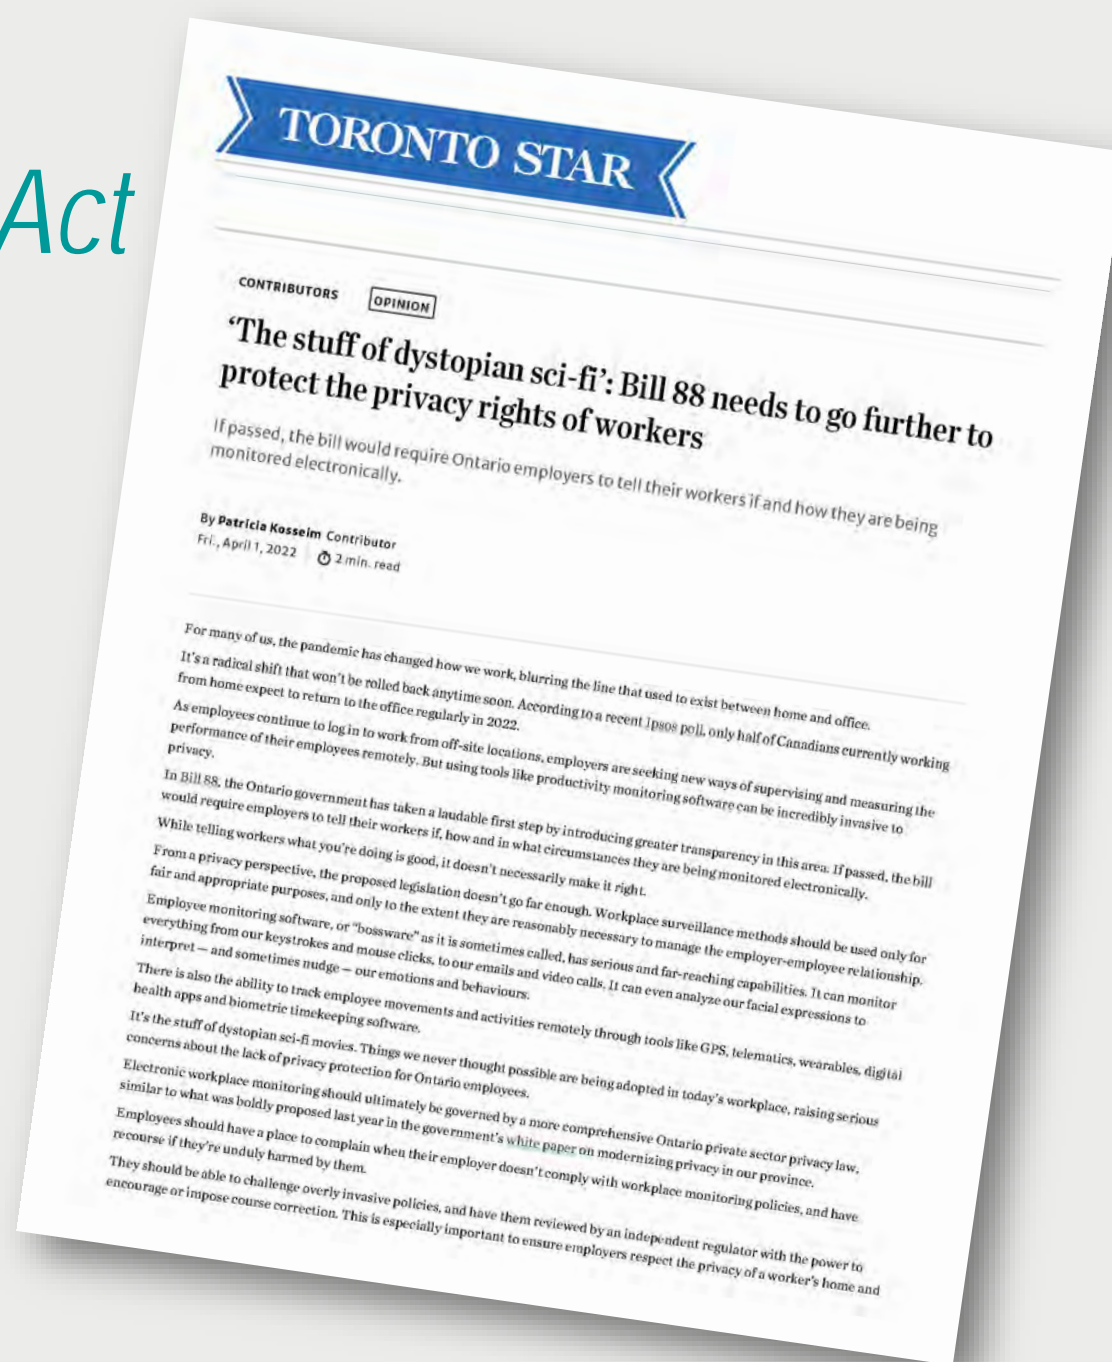 Act
TORONTO STAR
CONTRIBUTORS OPINION
‘The stuff of dystopian sci-fi’: Bill 88 needs to go further to
protect the privacy rights of workers
If passed, the bill would require Ontario employers to tell their workers if and how they are being
monitored electronically.
By Patricia Kosseim Contributor
Fri., April 1, 2022 2 min. read
For many of us, the pandemic has changed how we work, blurring the line that used to exist between home and office.
It’s a radical shift that won’t be rolled back anytime soon. According to a recent Ipsos poll, only half of Canadians currently working
from home expect to return to the office regularly in 2022.
As employees continue to log in to work from off-site locations, employers are seeking new ways of supervising and measuring the
performance of their employees remotely. But using tools like productivity monitoring software can be incredibly invasive to
privacy.
In Bill 88, the Ontario government has taken a laudable first step by introducing greater transparency in this area. If passed, the bill
would require employers to tell their workers if, how and in what circumstances they are being monitored electronically.
While telling workers what you’re doing is good, it doesn’t necessarily make it right.
From a privacy perspective, the proposed legislation doesn’t go far enough. Workplace surveillance methods should be used only for
fair and appropriate purposes, and only to the extent they are reasonably necessary to manage the employer-employee relationship.
Employee monitoring software, or “bossware” as it is sometimes called, has serious and far-reaching capabilities. It can monitor
everything from our keystrokes and mouse clicks, to our emails and video calls. It can even analyze our facial expressions to
interpret — and sometimes nudge — our emotions and behaviours.
There is also the ability to track employee movements and activities remotely through tools like GPS, telematics, wearables, digital
health apps and biometric timekeeping software.
It’s the stuff of dystopian sci-fi movies. Things we never thought possible are being adopted in today’s workplace, raising serious
concerns about the lack of privacy protection for Ontario employees.
Electronic workplace monitoring should ultimately be governed by a more comprehensive Ontario private sector privacy law,
similar to what was boldly proposed last year in the government’s white paper on modernizing privacy in our province.
Employees should have a place to complain when their employer doesn’t comply with workplace monitoring policies, and have
recourse if they’re unduly harmed by them.
They should be able to challenge overly invasive policies, and have them reviewed by an independent regulator with the power to
encourage or impose course correction. This is especially important to ensure employers respect the privacy of a worker’s home and